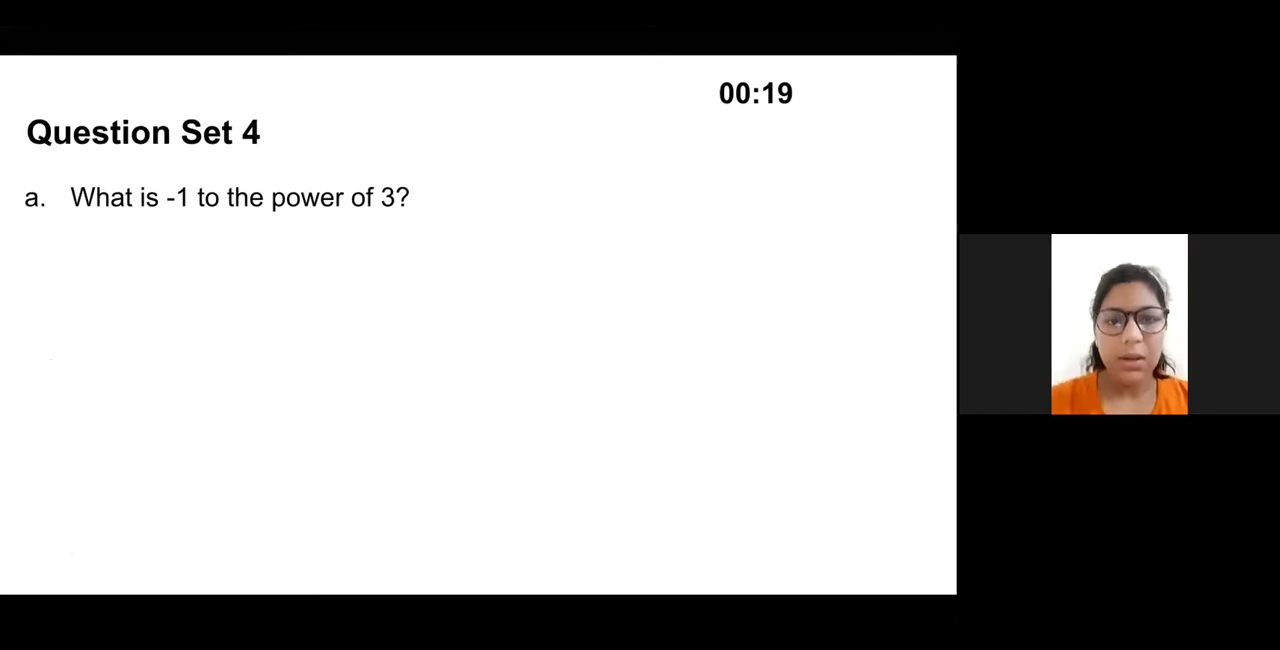 00:19
Question Set 4
a. What is -1 to the power of 3?